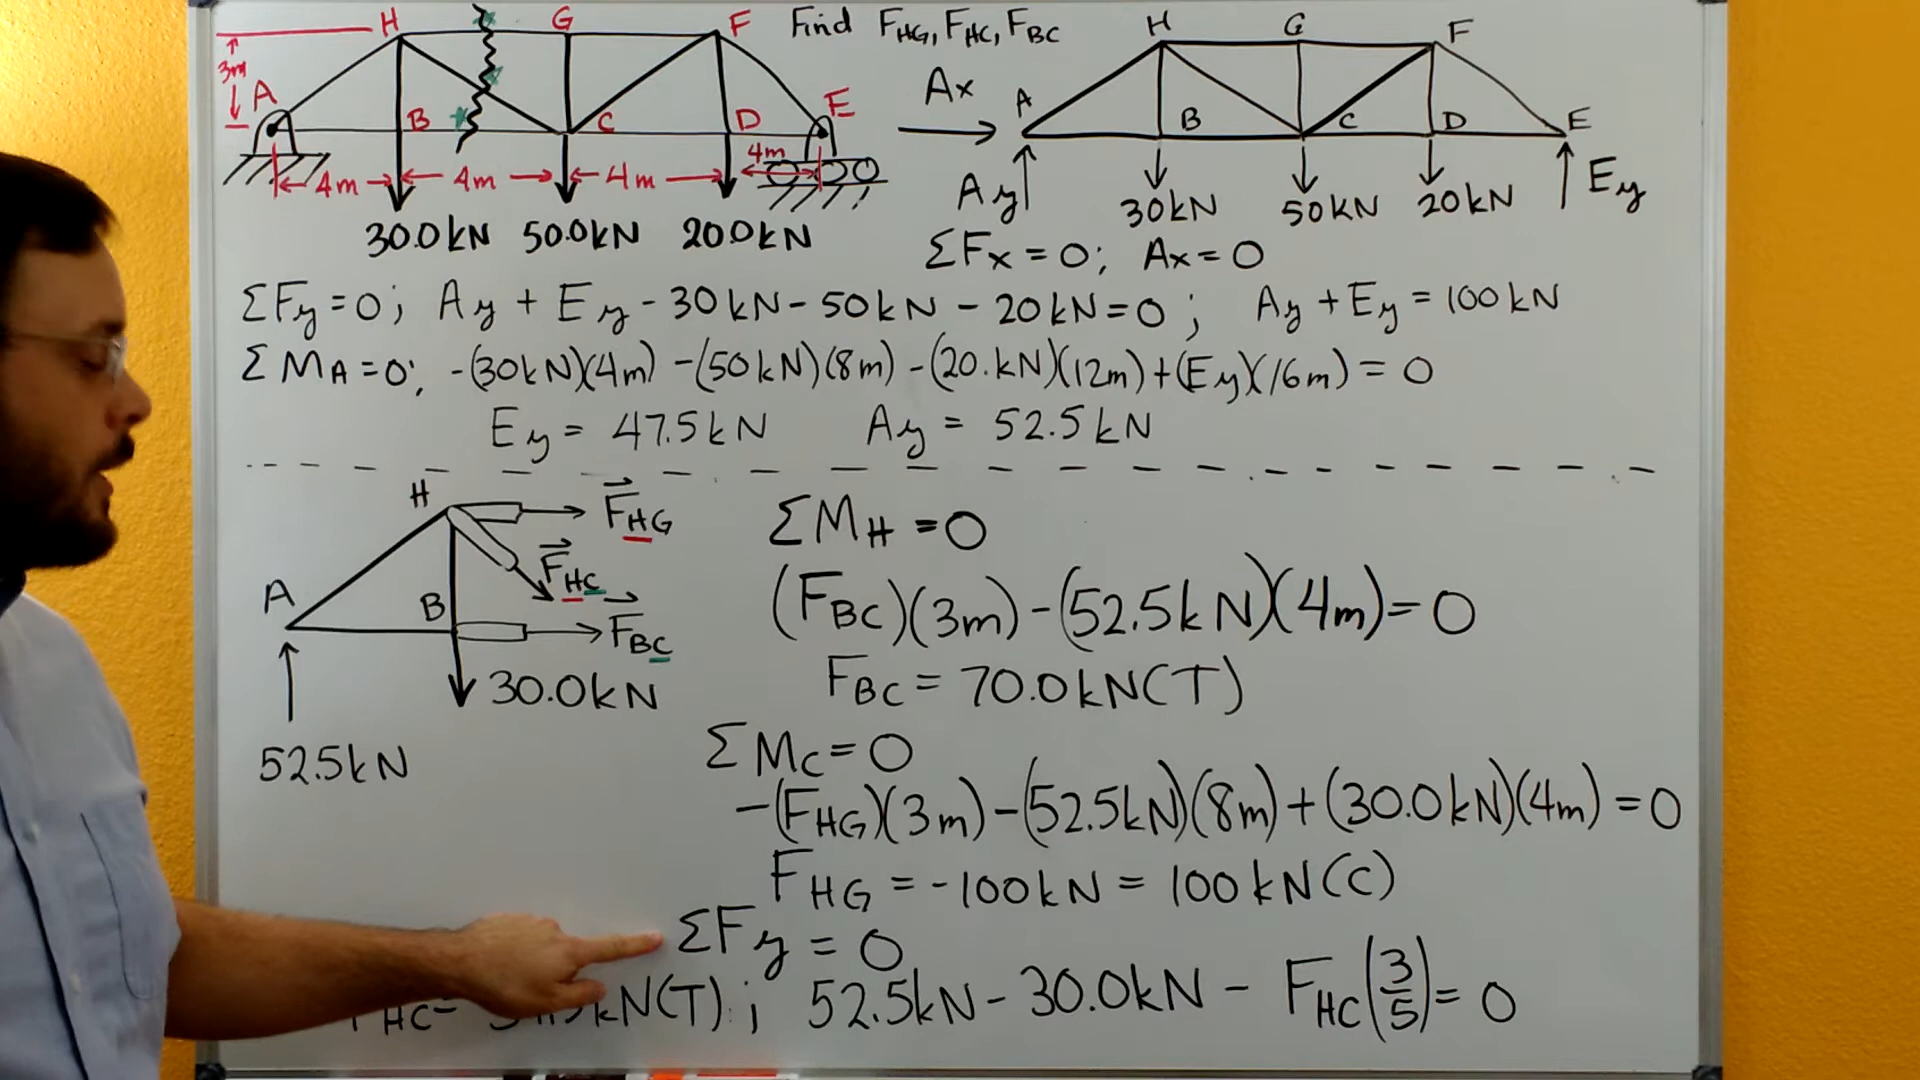 H G F Find F_HG, F_HC, F_BC H G F
3m A B C D E Ax A B C D E
4m 4m 4m 4m Ay Ey
30.0kN 50.0kN 20.0kN 30kN 50kN 20kN
ΣFx = 0; Ax = 0
ΣFy = 0; Ay + Ey - 30kN - 50kN - 20kN = 0; Ay + Ey = 100kN
ΣM_A = 0; -(30kN)(4m) - (50kN)(8m) - (20.kN)(12m) + (Ey)(16m) = 0
Ey = 47.5kN Ay = 52.5kN
H F_HG
F_HC
A B F_BC
30.0kN
52.5kN
ΣM_H = 0
(F_BC)(3m) - (52.5kN)(4m) = 0
F_BC = 70.0kN(T)
ΣM_C = 0
-(F_HG)(3m) - (52.5kN)(8m) + (30.0kN)(4m) = 0
F_HG = -100kN = 100kN(C)
ΣFy = 0
HC = kN(T); 52.5kN - 30.0kN - F_HC(3/5) = 0